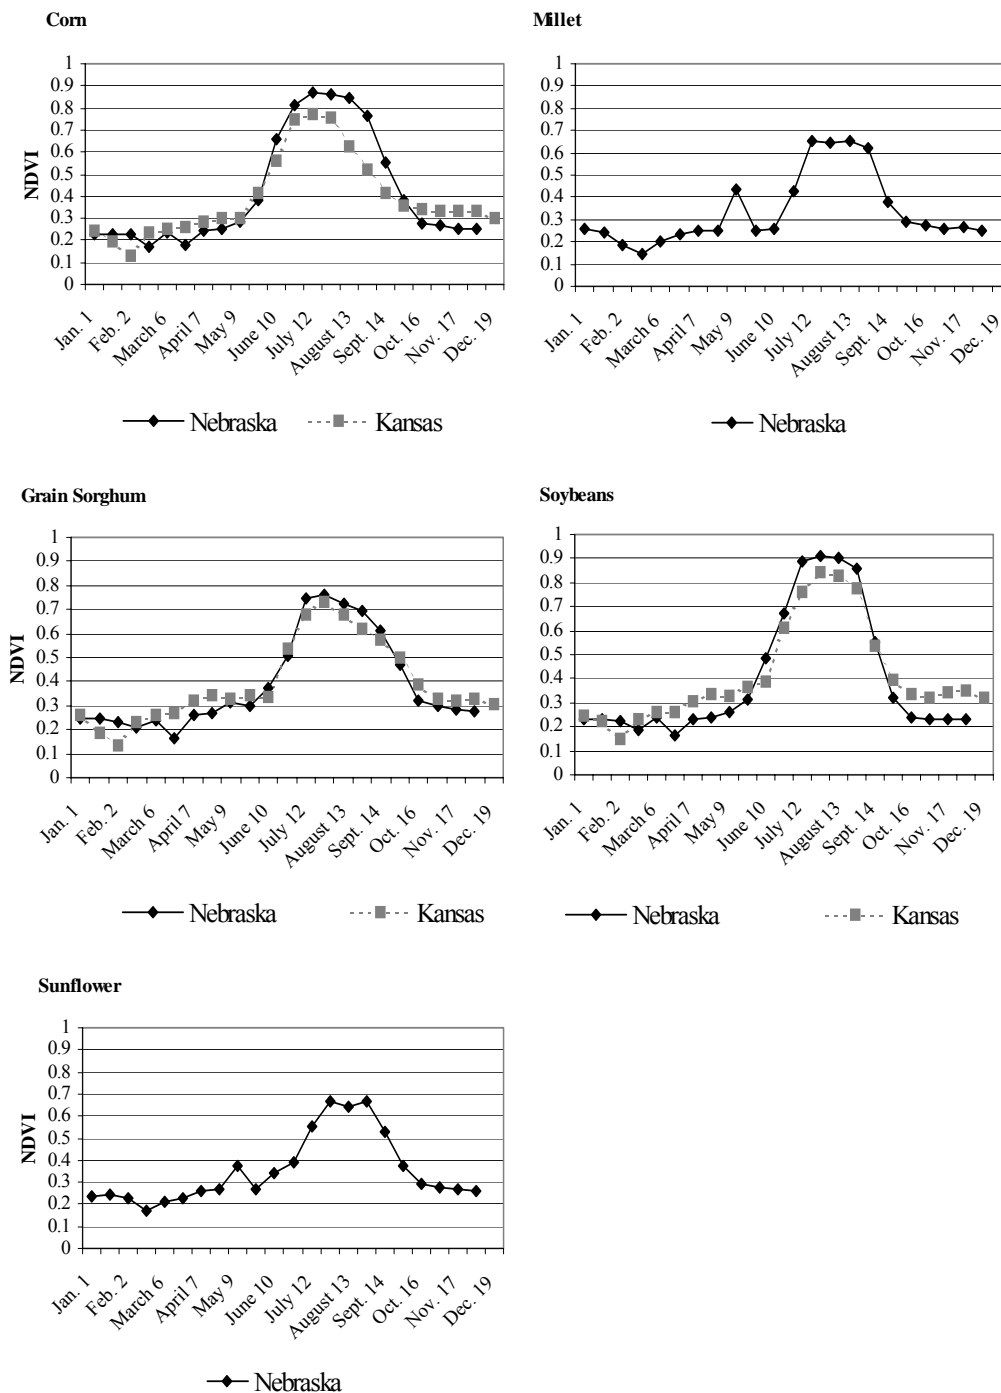 Corn
1
0.9
0.8
0.7
0.6
0.5
0.4
0.3
0.2
0.1
0
NDVI
Jan. 1
Feb. 2
March 6
April 7
May 9
June 10
July 12
August 13
Sept. 14
Oct. 16
Nov. 17
Dec. 19
Nebraska Kansas
Millet
1
0.9
0.8
0.7
0.6
0.5
0.4
0.3
0.2
0.1
0
Jan. 1
Feb. 2
March 6
April 7
May 9
June 10
July 12
August 13
Sept. 14
Oct. 16
Nov. 17
Dec. 19
Nebraska
Grain Sorghum
1
0.9
0.8
0.7
0.6
0.5
0.4
0.3
0.2
0.1
0
NDVI
Jan. 1
Feb. 2
March 6
April 7
May 9
June 10
July 12
August 13
Sept. 14
Oct. 16
Nov. 17
Dec. 19
Nebraska Kansas
Soybeans
1
0.9
0.8
0.7
0.6
0.5
0.4
0.3
0.2
0.1
0
Jan. 1
Feb. 2
March 6
April 7
May 9
June 10
July 12
August 13
Sept. 14
Oct. 16
Nov. 17
Dec. 19
Nebraska Kansas
Sunflower
1
0.9
0.8
0.7
0.6
0.5
0.4
0.3
0.2
0.1
0
NDVI
Jan. 1
Feb. 2
March 6
April 7
May 9
June 10
July 12
August 13
Sept. 14
Oct. 16
Nov. 17
Dec. 19
Nebraska